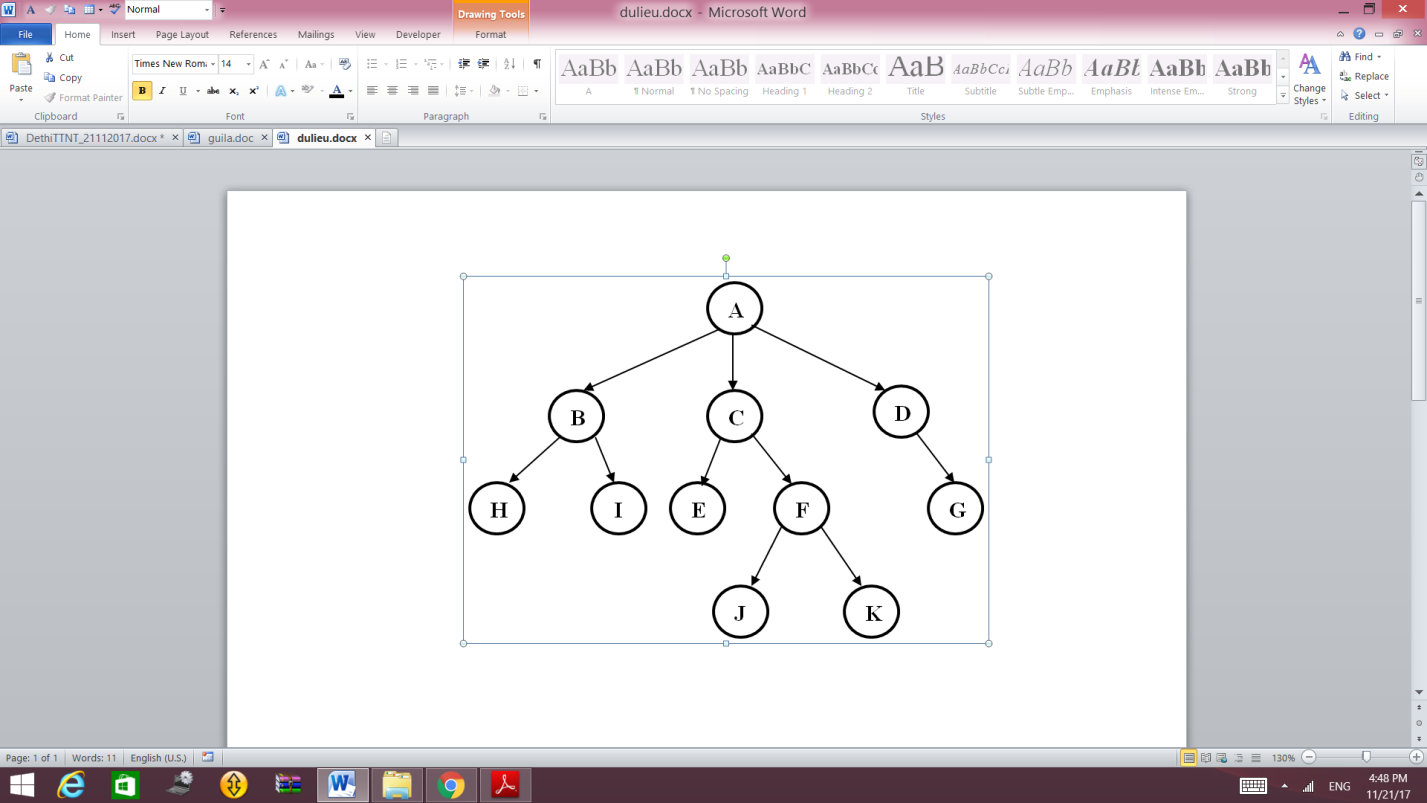 Normal
Drawing Tools
dulieu.docx - Microsoft Word
File Home Insert Page Layout References Mailings View Developer Format
Paste
Cut
Copy
Format Painter
Clipboard
Times New Roma 14
B I U abc x₂ x² A
Font
Paragraph
AaBb AaBb AaBb AaBbC AaBbCc AaB AaBbCcI AaBb AaBb AaBb AaBb
A ¶ Normal ¶ No Spacing Heading 1 Heading 2 Title Subtitle Subtle Emp... Emphasis Intense Em... Strong
Styles
Change Styles
Find
Replace
Select
Editing
DethiTTNT_21112017.docx * guila.doc dulieu.docx
A
B C D
H I E F G
J K
Page: 1 of 1 Words: 11 English (U.S.) 130%
ENG 4:48 PM
11/21/17